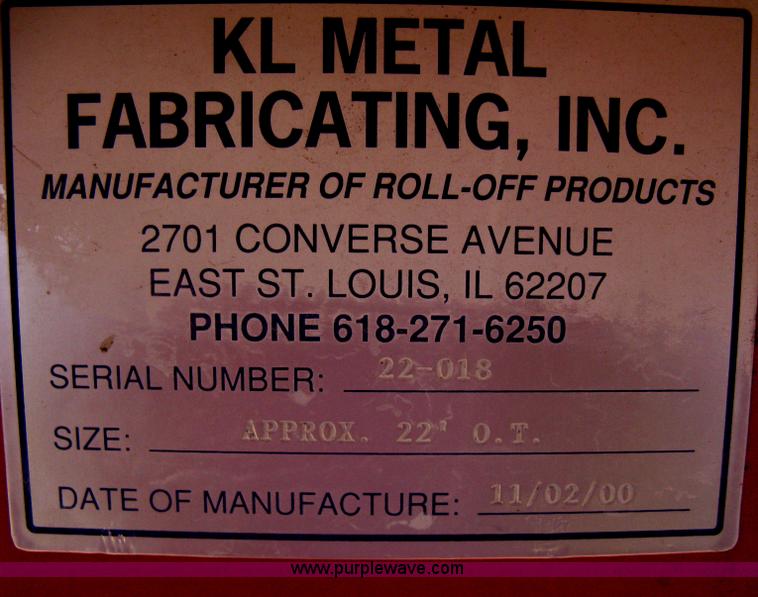 KL METAL
FABRICATING, INC.
MANUFACTURER OF ROLL-OFF PRODUCTS
2701 CONVERSE AVENUE
EAST ST. LOUIS, IL 62207
PHONE 618-271-6250
SERIAL NUMBER: 22-018
SIZE: APPROX. 22' O.T.
DATE OF MANUFACTURE: 11/02/00
www.purplewave.com